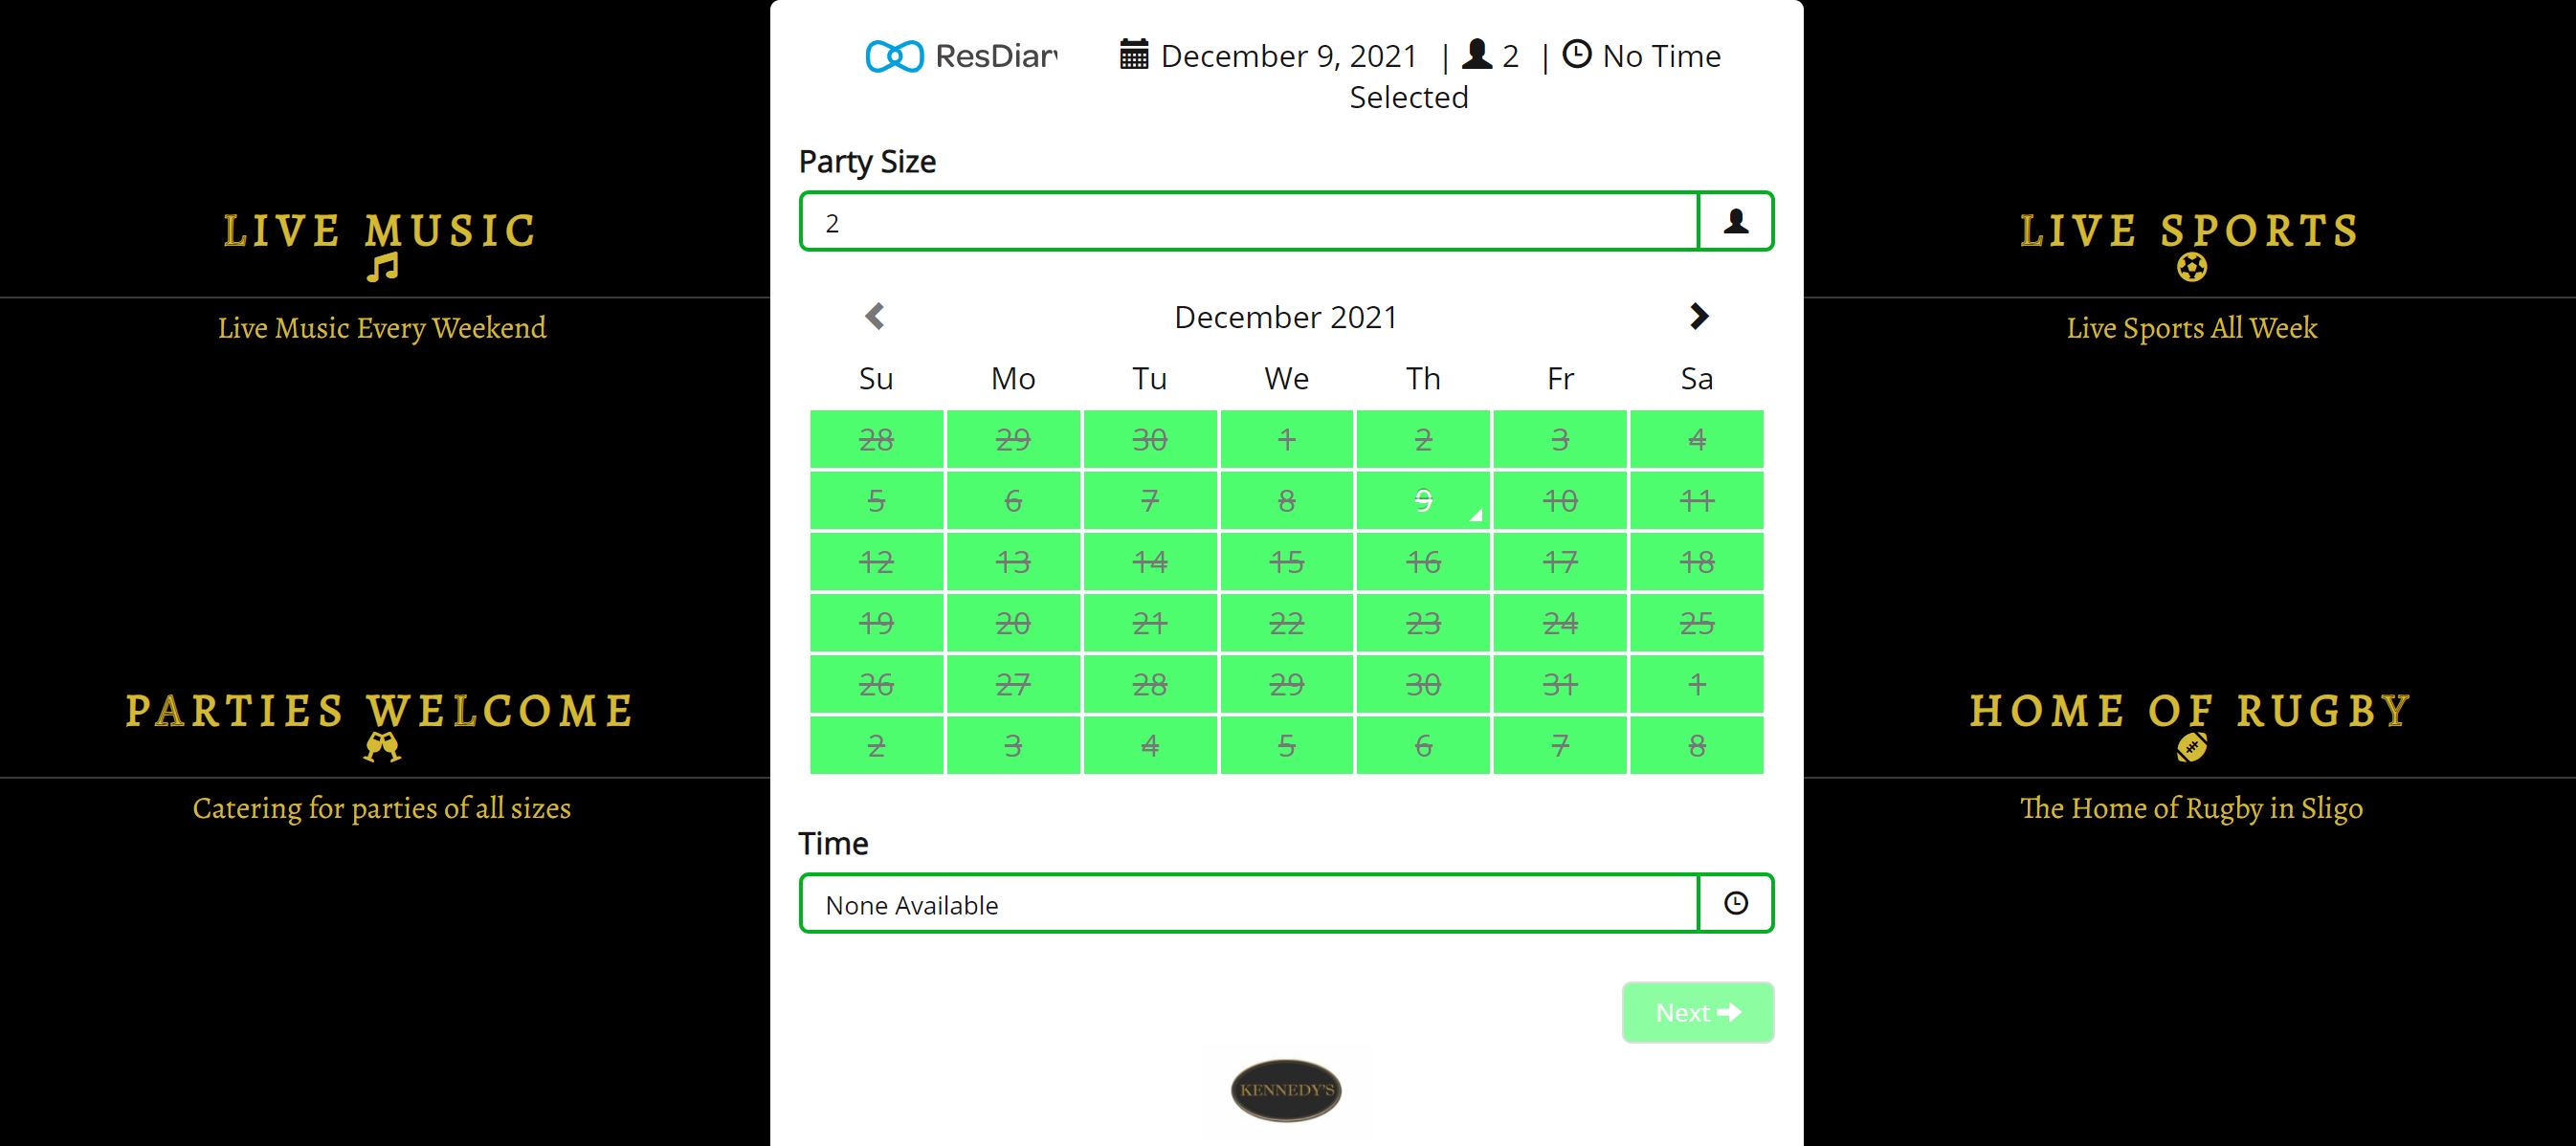 LIVE MUSIC
Live Music Every Weekend
PARTIES WELCOME
Catering for parties of all sizes
ResDiary
December 9, 2021 | 2 | No Time
Selected
Party Size
2
December 2021
Su Mo Tu We Th Fr Sa
28 29 30 1 2 3 4
5 6 7 8 9 10 11
12 13 14 15 16 17 18
19 20 21 22 23 24 25
26 27 28 29 30 31 1
2 3 4 5 6 7 8
Time
None Available
Next
KENNEDY'S
LIVE SPORTS
Live Sports All Week
HOME OF RUGBY
The Home of Rugby in Sligo